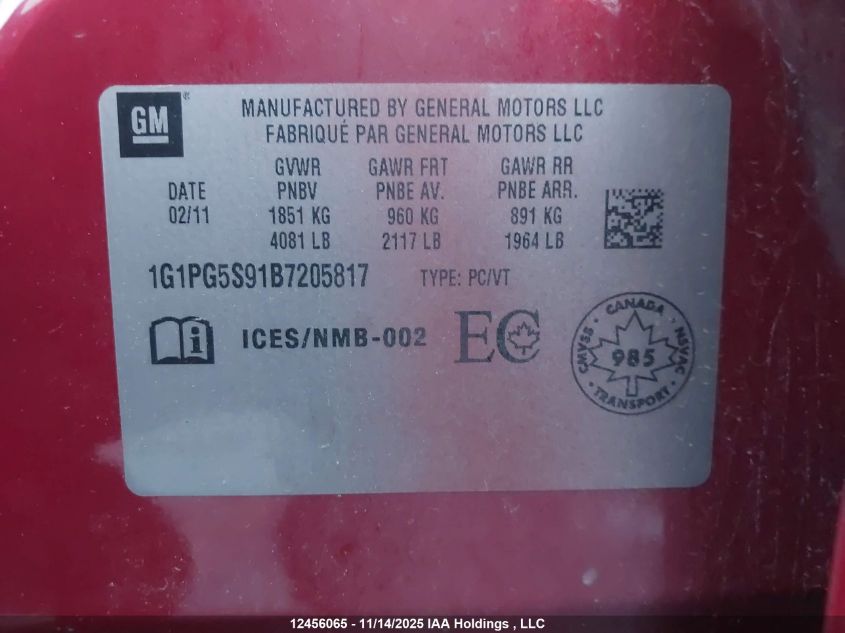 GM
MANUFACTURED BY GENERAL MOTORS LLC
FABRIQUÉ PAR GENERAL MOTORS LLC
GVWR GAWR FRT GAWR RR
DATE PNBV PNBE AV. PNBE ARR.
02/11 1851 KG 960 KG 891 KG
4081 LB 2117 LB 1964 LB
1G1PG5S91B7205817 TYPE: PC/VT
i ICES/NMB-002 EC
CANADA
CMVSS 985 NSVAC
TRANSPORT
12456065 - 11/14/2025 IAA Holdings , LLC